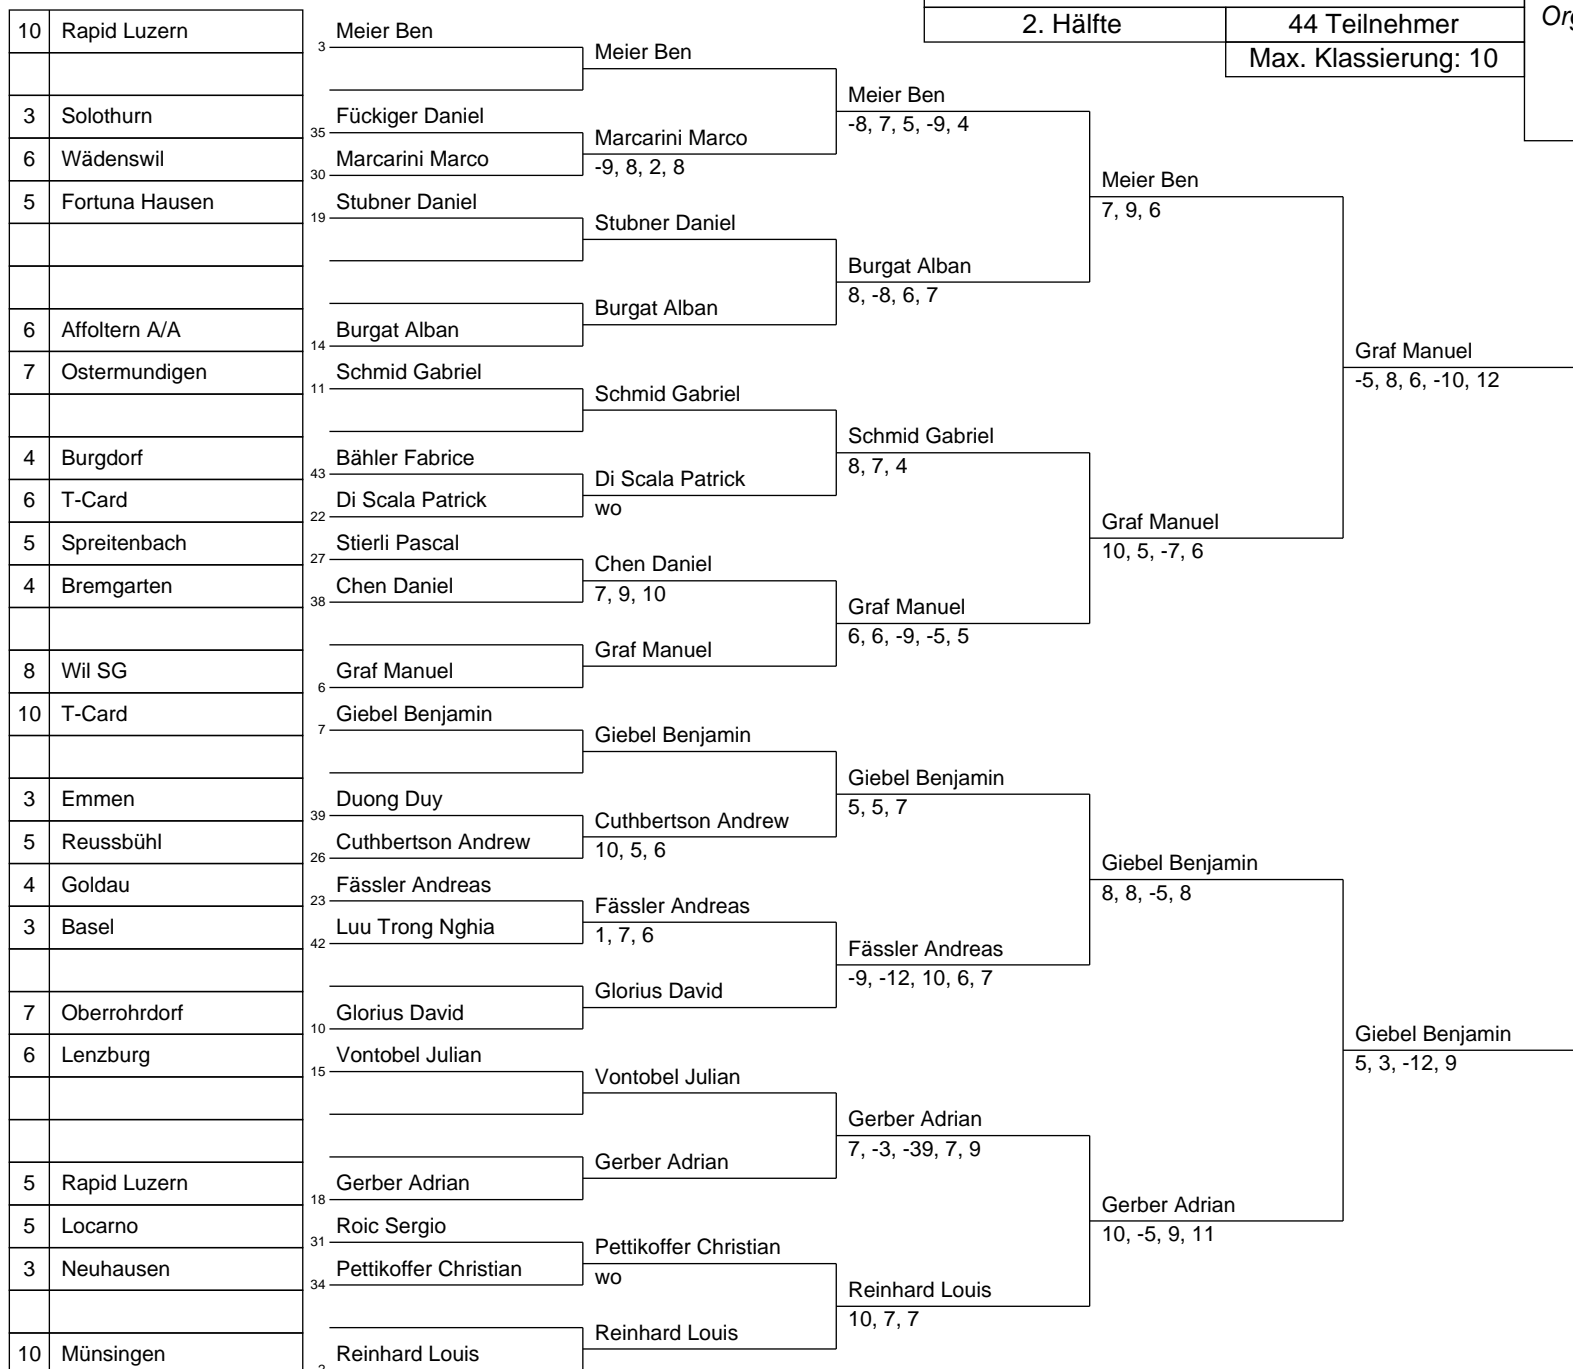 Org
2. Hälfte 44 Teilnehmer
Max. Klassierung: 10
10 Rapid Luzern 3 Meier Ben
Meier Ben
Meier Ben
-8, 7, 5, -9, 4
3 Solothurn 35 Fückiger Daniel
Marcarini Marco
-9, 8, 2, 8
6 Wädenswil 30 Marcarini Marco
Meier Ben
7, 9, 6
5 Fortuna Hausen 19 Stubner Daniel
Stubner Daniel
Burgat Alban
8, -8, 6, 7
Burgat Alban
6 Affoltern A/A 14 Burgat Alban
Graf Manuel
-5, 8, 6, -10, 12
7 Ostermundigen 11 Schmid Gabriel
Schmid Gabriel
Schmid Gabriel
8, 7, 4
4 Burgdorf 43 Bähler Fabrice
Di Scala Patrick
wo
6 T-Card 22 Di Scala Patrick
Graf Manuel
10, 5, -7, 6
5 Spreitenbach 27 Stierli Pascal
Chen Daniel
7, 9, 10
4 Bremgarten 38 Chen Daniel
Graf Manuel
6, 6, -9, -5, 5
Graf Manuel
8 Wil SG 6 Graf Manuel
10 T-Card 7 Giebel Benjamin
Giebel Benjamin
Giebel Benjamin
5, 5, 7
3 Emmen 39 Duong Duy
Cuthbertson Andrew
10, 5, 6
5 Reussbühl 26 Cuthbertson Andrew
Giebel Benjamin
8, 8, -5, 8
4 Goldau 23 Fässler Andreas
Fässler Andreas
1, 7, 6
3 Basel 42 Luu Trong Nghia
Fässler Andreas
-9, -12, 10, 6, 7
Glorius David
7 Oberrohrdorf 10 Glorius David
Giebel Benjamin
5, 3, -12, 9
6 Lenzburg 15 Vontobel Julian
Vontobel Julian
Gerber Adrian
7, -3, -39, 7, 9
Gerber Adrian
5 Rapid Luzern 18 Gerber Adrian
Gerber Adrian
10, -5, 9, 11
5 Locarno 31 Roic Sergio
Pettikoffer Christian
wo
3 Neuhausen 34 Pettikoffer Christian
Reinhard Louis
10, 7, 7
Reinhard Louis
10 Münsingen Reinhard Louis